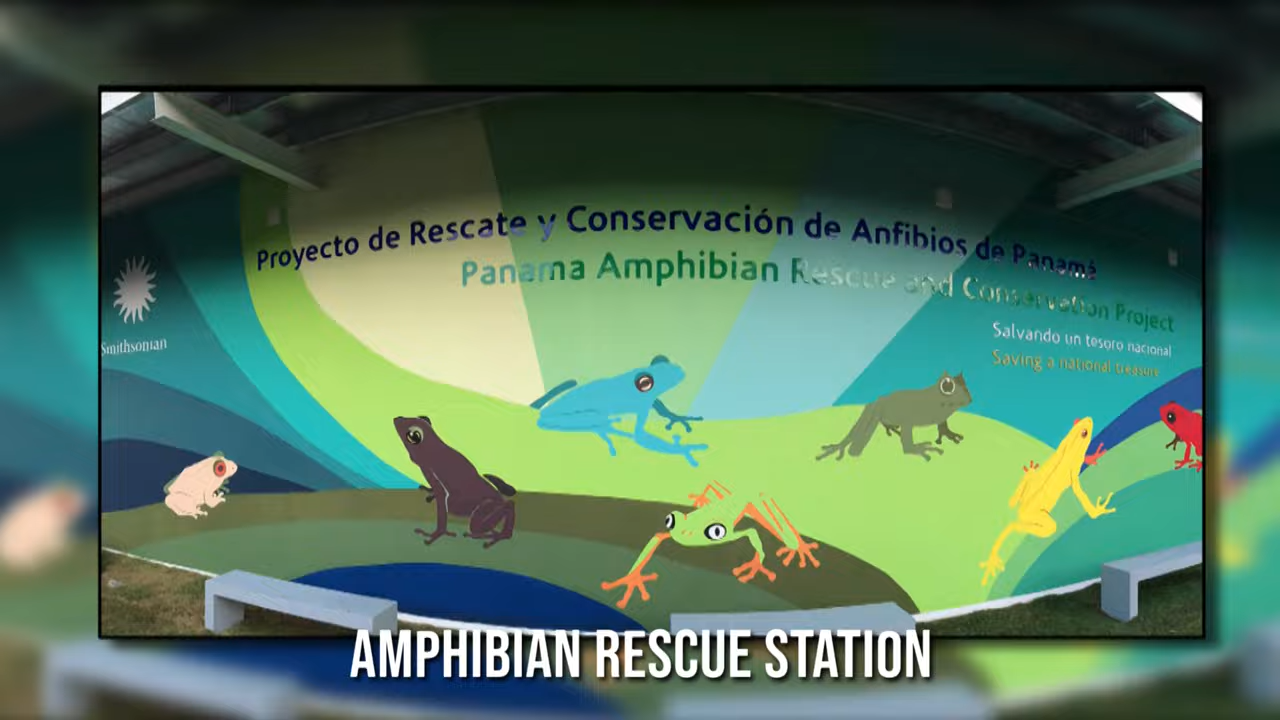 Proyecto de Rescate y Conservación de Anfibios de Panamá
Panama Amphibian Rescue and Conservation Project
Salvando un tesoro nacional
Saving a national treasure
Smithsonian
AMPHIBIAN RESCUE STATION